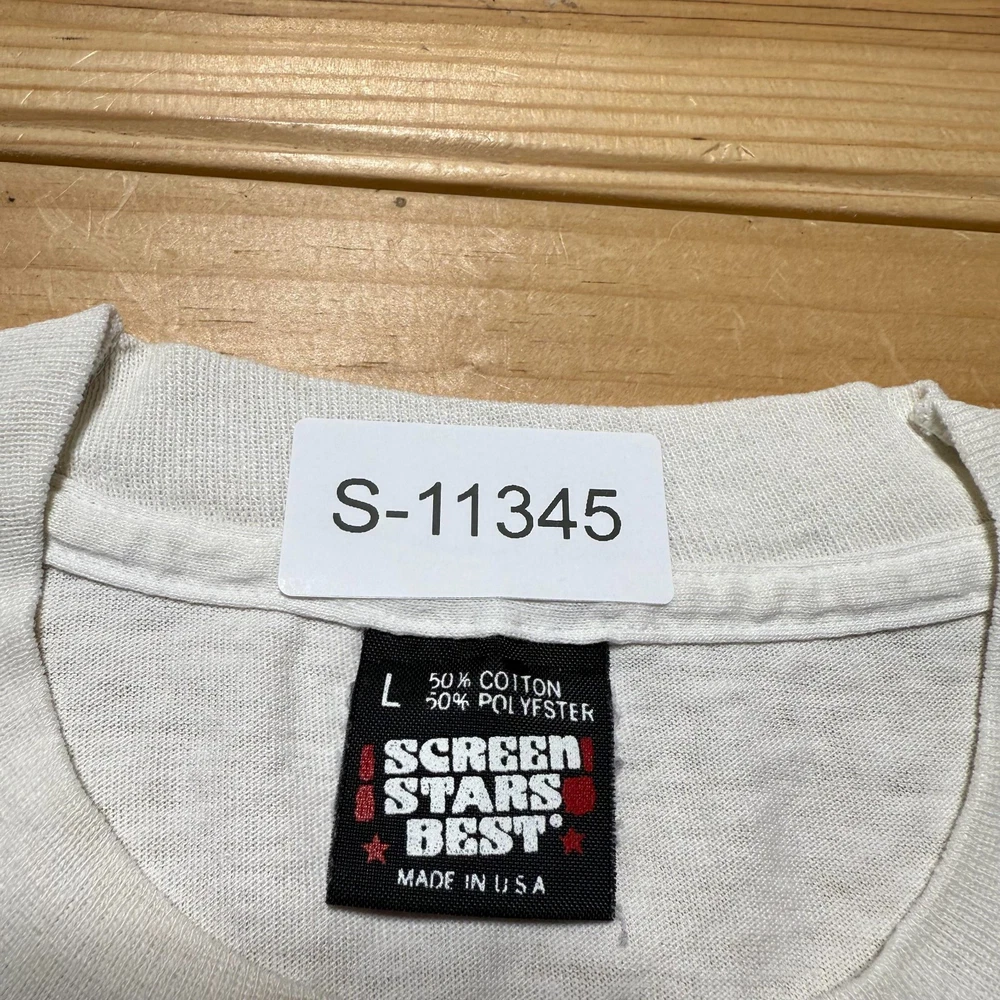 S-11345
L 50% COTTON
50% POLYESTER
SCREEN
STARS
BEST®
MADE IN U S A